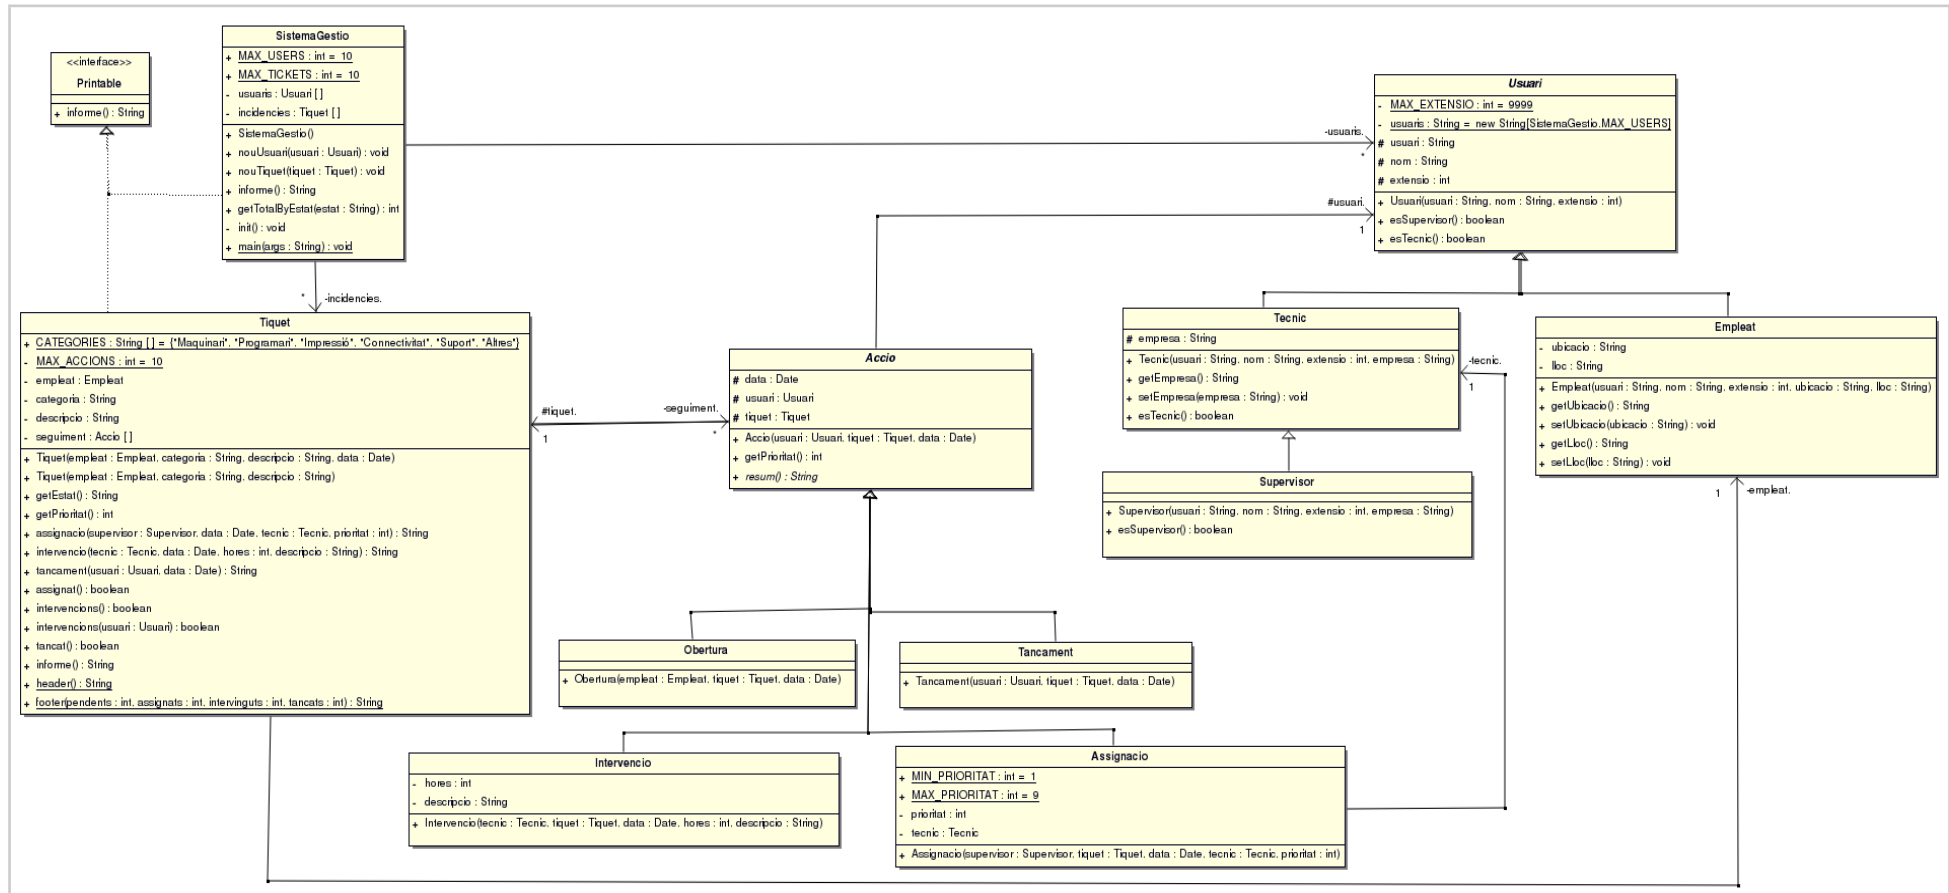 <<interface>>
Printable
+ informe() : String
SistemaGestio
+ MAX_USERS : int = 10
+ MAX_TICKETS : int = 10
- usuaris : Usuari [ ]
- incidencies : Tiquet [ ]
+ SistemaGestio()
+ nouUsuari(usuari : Usuari) : void
+ nouTiquet(tiquet : Tiquet) : void
+ informe() : String
+ getTotalByEstat(estat : String) : int
- init() : void
+ main(args : String) : void
-usuaris.
*
#usuari.
1
* -incidencies.
Usuari
- MAX_EXTENSIO : int = 9999
- usuaris : String = new String[SistemaGestio.MAX_USERS]
# usuari : String
# nom : String
# extensio : int
+ Usuari(usuari : String, nom : String, extensio : int)
+ esSupervisor() : boolean
+ esTecnic() : boolean
Tiquet
+ CATEGORIES : String [ ] = {"Maquinari", "Programari", "Impressió", "Connectivitat", "Suport", "Altres"}
- MAX_ACCIONS : int = 10
- empleat : Empleat
- categoria : String
- descripcio : String
- seguiment : Accio [ ]
+ Tiquet(empleat : Empleat, categoria : String, descripcio : String, data : Date)
+ Tiquet(empleat : Empleat, categoria : String, descripcio : String)
+ getEstat() : String
+ getPrioritat() : int
+ assignacio(supervisor : Supervisor, data : Date, tecnic : Tecnic, prioritat : int) : String
+ intervencio(tecnic : Tecnic, data : Date, hores : int, descripcio : String) : String
+ tancament(usuari : Usuari, data : Date) : String
+ assignat() : boolean
+ intervencions() : boolean
+ intervencions(usuari : Usuari) : boolean
+ tancat() : boolean
+ informe() : String
+ header() : String
+ footer(pendents : int, assignats : int, intervinguts : int, tancats : int) : String
#tiquet.
1
-seguiment.
*
Accio
# data : Date
# usuari : Usuari
# tiquet : Tiquet
+ Accio(usuari : Usuari, tiquet : Tiquet, data : Date)
+ getPrioritat() : int
+ resum() : String
Tecnic
# empresa : String
+ Tecnic(usuari : String, nom : String, extensio : int, empresa : String)
+ getEmpresa() : String
+ setEmpresa(empresa : String) : void
+ esTecnic() : boolean
-tecnic.
1
Empleat
- ubicacio : String
- lloc : String
+ Empleat(usuari : String, nom : String, extensio : int, ubicacio : String, lloc : String)
+ getUbicacio() : String
+ setUbicacio(ubicacio : String) : void
+ getLloc() : String
+ setLloc(lloc : String) : void
1 -empleat.
Supervisor
+ Supervisor(usuari : String, nom : String, extensio : int, empresa : String)
+ esSupervisor() : boolean
Obertura
+ Obertura(empleat : Empleat, tiquet : Tiquet, data : Date)
Tancament
+ Tancament(usuari : Usuari, tiquet : Tiquet, data : Date)
Intervencio
- hores : int
- descripcio : String
+ Intervencio(tecnic : Tecnic, tiquet : Tiquet, data : Date, hores : int, descripcio : String)
Assignacio
+ MIN_PRIORITAT : int = 1
+ MAX_PRIORITAT : int = 9
- prioritat : int
- tecnic : Tecnic
+ Assignacio(supervisor : Supervisor, tiquet : Tiquet, data : Date, tecnic : Tecnic, prioritat : int)